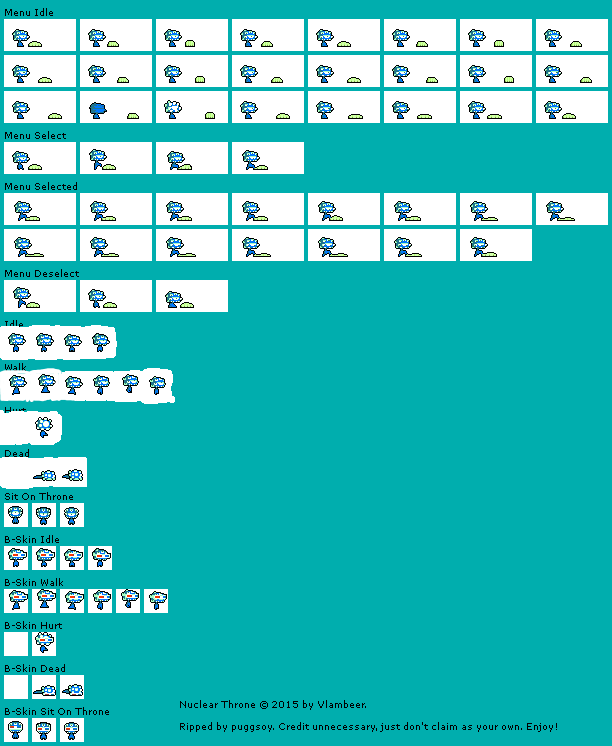 Menu Idle
Menu Select
Menu Selected
Menu Deselect
Idle
Walk
Hurt
Dead
Sit On Throne
B-Skin Idle
B-Skin Walk
B-Skin Hurt
B-Skin Dead
B-Skin Sit On Throne
Nuclear Throne © 2015 by Vlambeer.
Ripped by puggsoy. Credit unnecessary, just don't claim as your own. Enjoy!